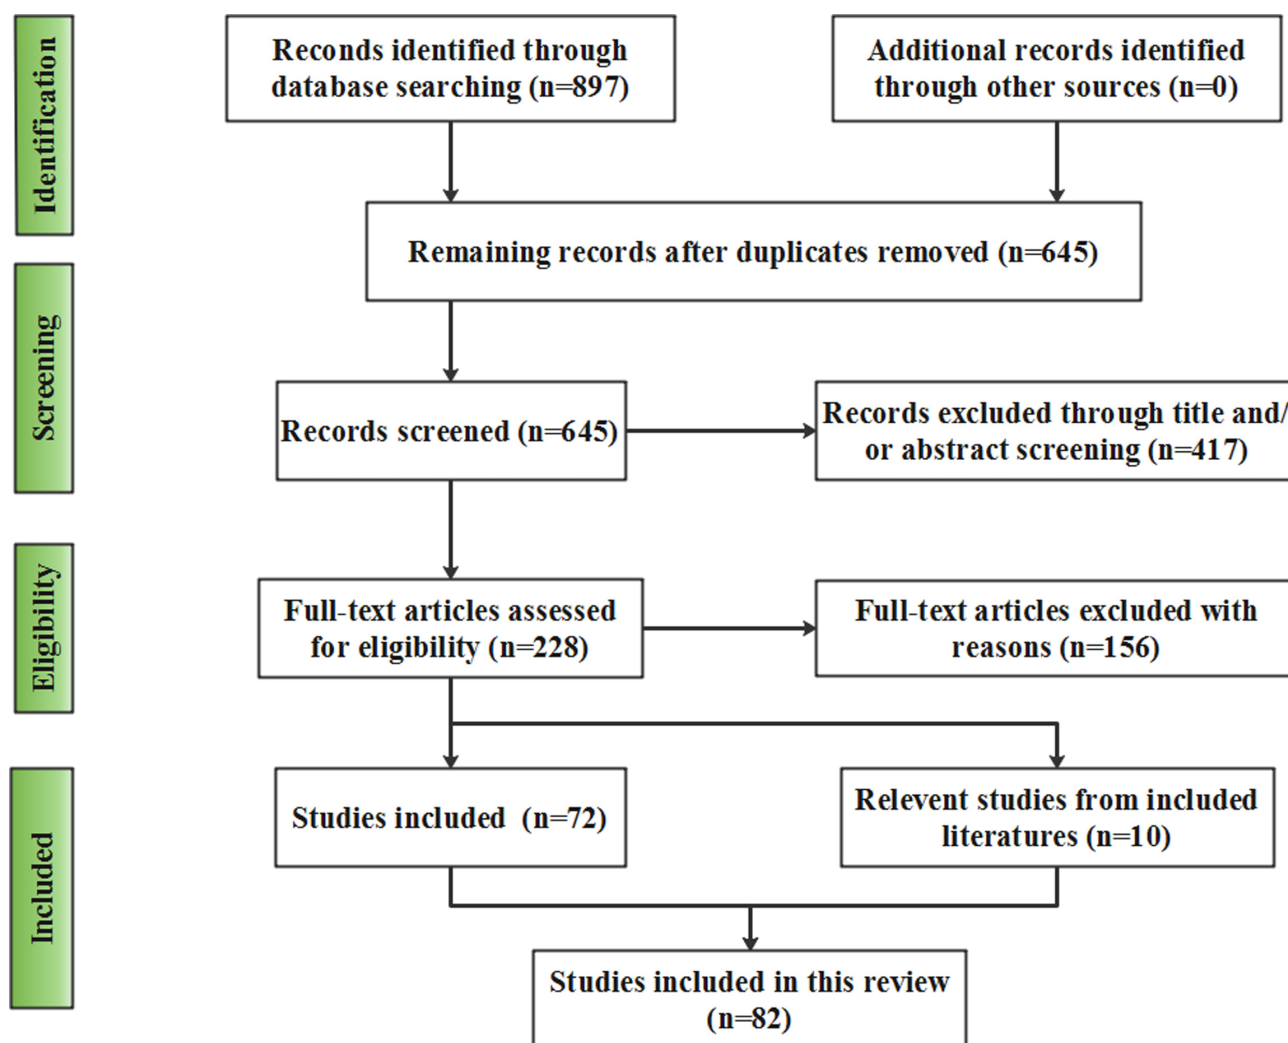 Identification
Reconds identified through
database searching (n=897)
Additional records identified
through other sources (n=0)
Remaining records after duplicates removed (n=645)
Screening
Records screened (n=645)
Records excluded through title and/
or abstract screening (n=417)
Eligibility
Full-text articles assessed
for eligibility (n=228)
Full-text articles excluded with
reasons (n=156)
Included
Studies included (n=72)
Relevent studies from included
literatures (n=10)
Studies included in this review
(n=82)